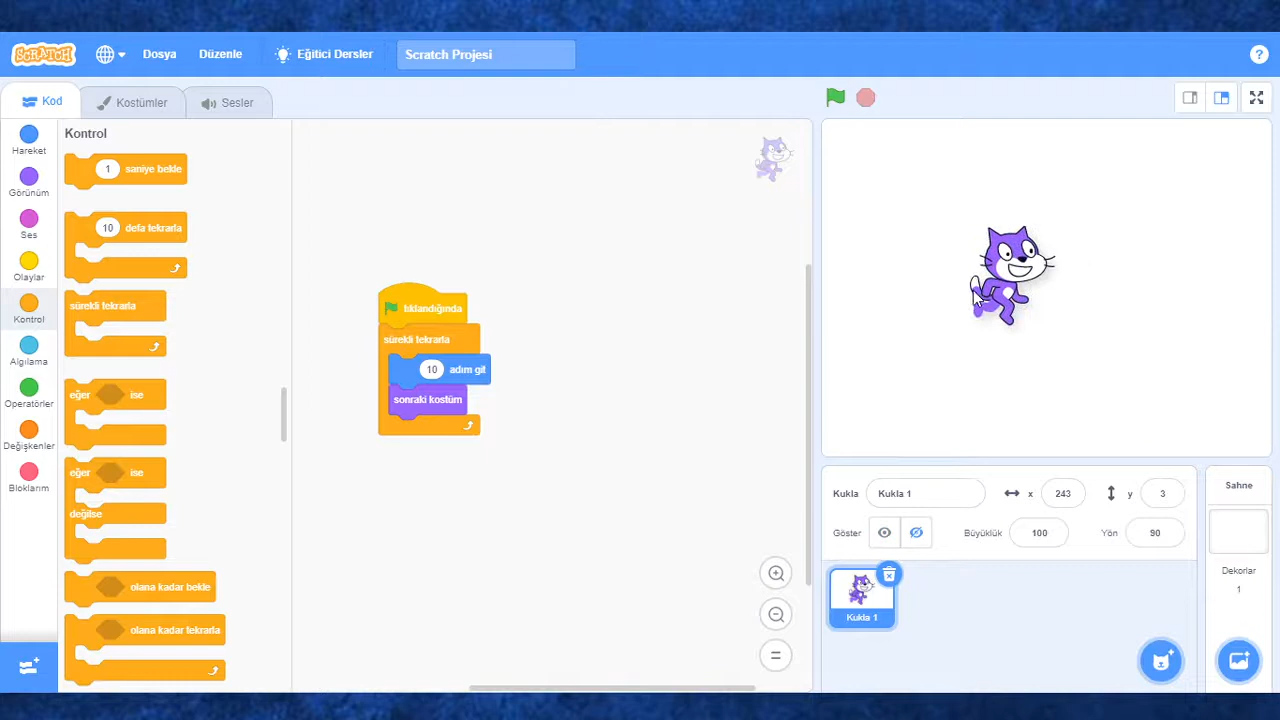 SCRATCH
Dosya
Düzenle
Eğitici Dersler
Scratch Projesi
?
Kod
Kostümler
Sesler
Hareket
Görünüm
Ses
Olaylar
Kontrol
Algılama
Operatörler
Değişkenler
Bloklarım
Kontrol
1 saniye bekle
10 defa tekrarla
sürekli tekrarla
eğer ise
eğer ise
değilse
olana kadar bekle
olana kadar tekrarla
tıklandığında
sürekli tekrarla
10 adım git
sonraki kostüm
Kukla Kukla 1 x 243 y 3
Göster Büyüklük 100 Yön 90
Kukla 1
Sahne
Dekorlar
1